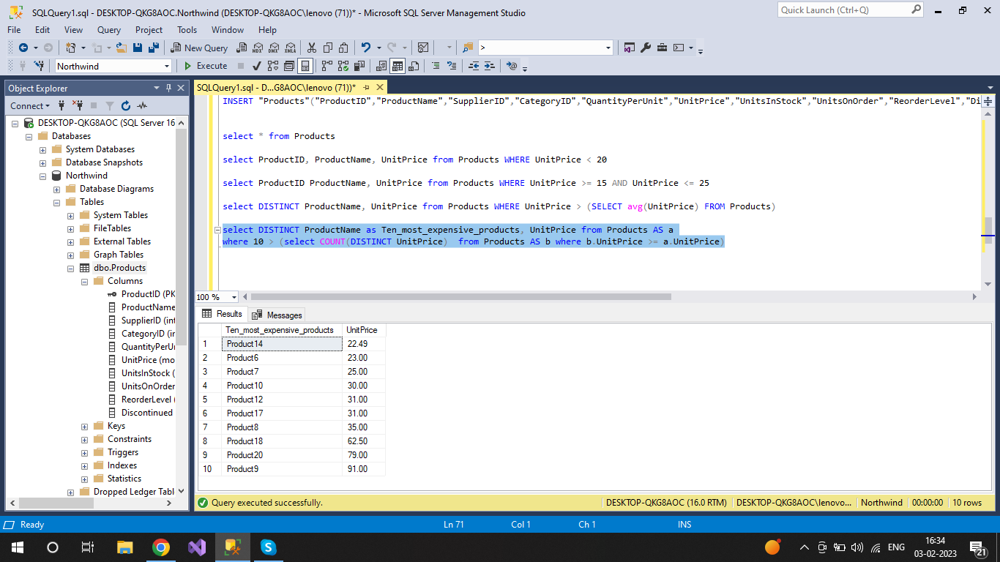 SQLQuery1.sql - DESKTOP-QKG8AOC.Northwind (DESKTOP-QKG8AOC\lenovo (71))* - Microsoft SQL Server Management Studio
Quick Launch (Ctrl+Q)
File Edit View Query Project Tools Window Help
New Query
MDX DMX XMLA
>
Northwind
Execute
Object Explorer
SQLQuery1.sql - D...G8AOC\lenovo (71))*
Connect
DESKTOP-QKG8AOC (SQL Server 16
Databases
System Databases
Database Snapshots
Northwind
Database Diagrams
Tables
System Tables
FileTables
External Tables
Graph Tables
dbo.Products
Columns
ProductID (PK
ProductName
SupplierID (int
CategoryID (ir
QuantityPerU
UnitPrice (mo
UnitsInStock (
UnitsOnOrder
ReorderLevel (
Discontinued
Keys
Constraints
Triggers
Indexes
Statistics
Dropped Ledger Tabl
INSERT "Products"("ProductID","ProductName","SupplierID","CategoryID","QuantityPerUnit","UnitPrice","UnitsInStock","UnitsOnOrder","ReorderLevel","Di
select * from Products
select ProductID, ProductName, UnitPrice from Products WHERE UnitPrice < 20
select ProductID ProductName, UnitPrice from Products WHERE UnitPrice >= 15 AND UnitPrice <= 25
select DISTINCT ProductName, UnitPrice from Products WHERE UnitPrice > (SELECT avg(UnitPrice) FROM Products)
select DISTINCT ProductName as Ten_most_expensive_products, UnitPrice from Products AS a
where 10 > (select COUNT(DISTINCT UnitPrice)  from Products AS b where b.UnitPrice >= a.UnitPrice)
100 %
Results Messages
Ten_most_expensive_products UnitPrice
1 Product14 22.49
2 Product6 23.00
3 Product7 25.00
4 Product10 30.00
5 Product12 31.00
6 Product17 31.00
7 Product8 35.00
8 Product18 62.50
9 Product20 79.00
10 Product9 91.00
Query executed successfully.
DESKTOP-QKG8AOC (16.0 RTM) DESKTOP-QKG8AOC\lenovo... Northwind 00:00:00 10 rows
Ready Ln 71 Col 1 Ch 1 INS
ENG
16:34
03-02-2023
21